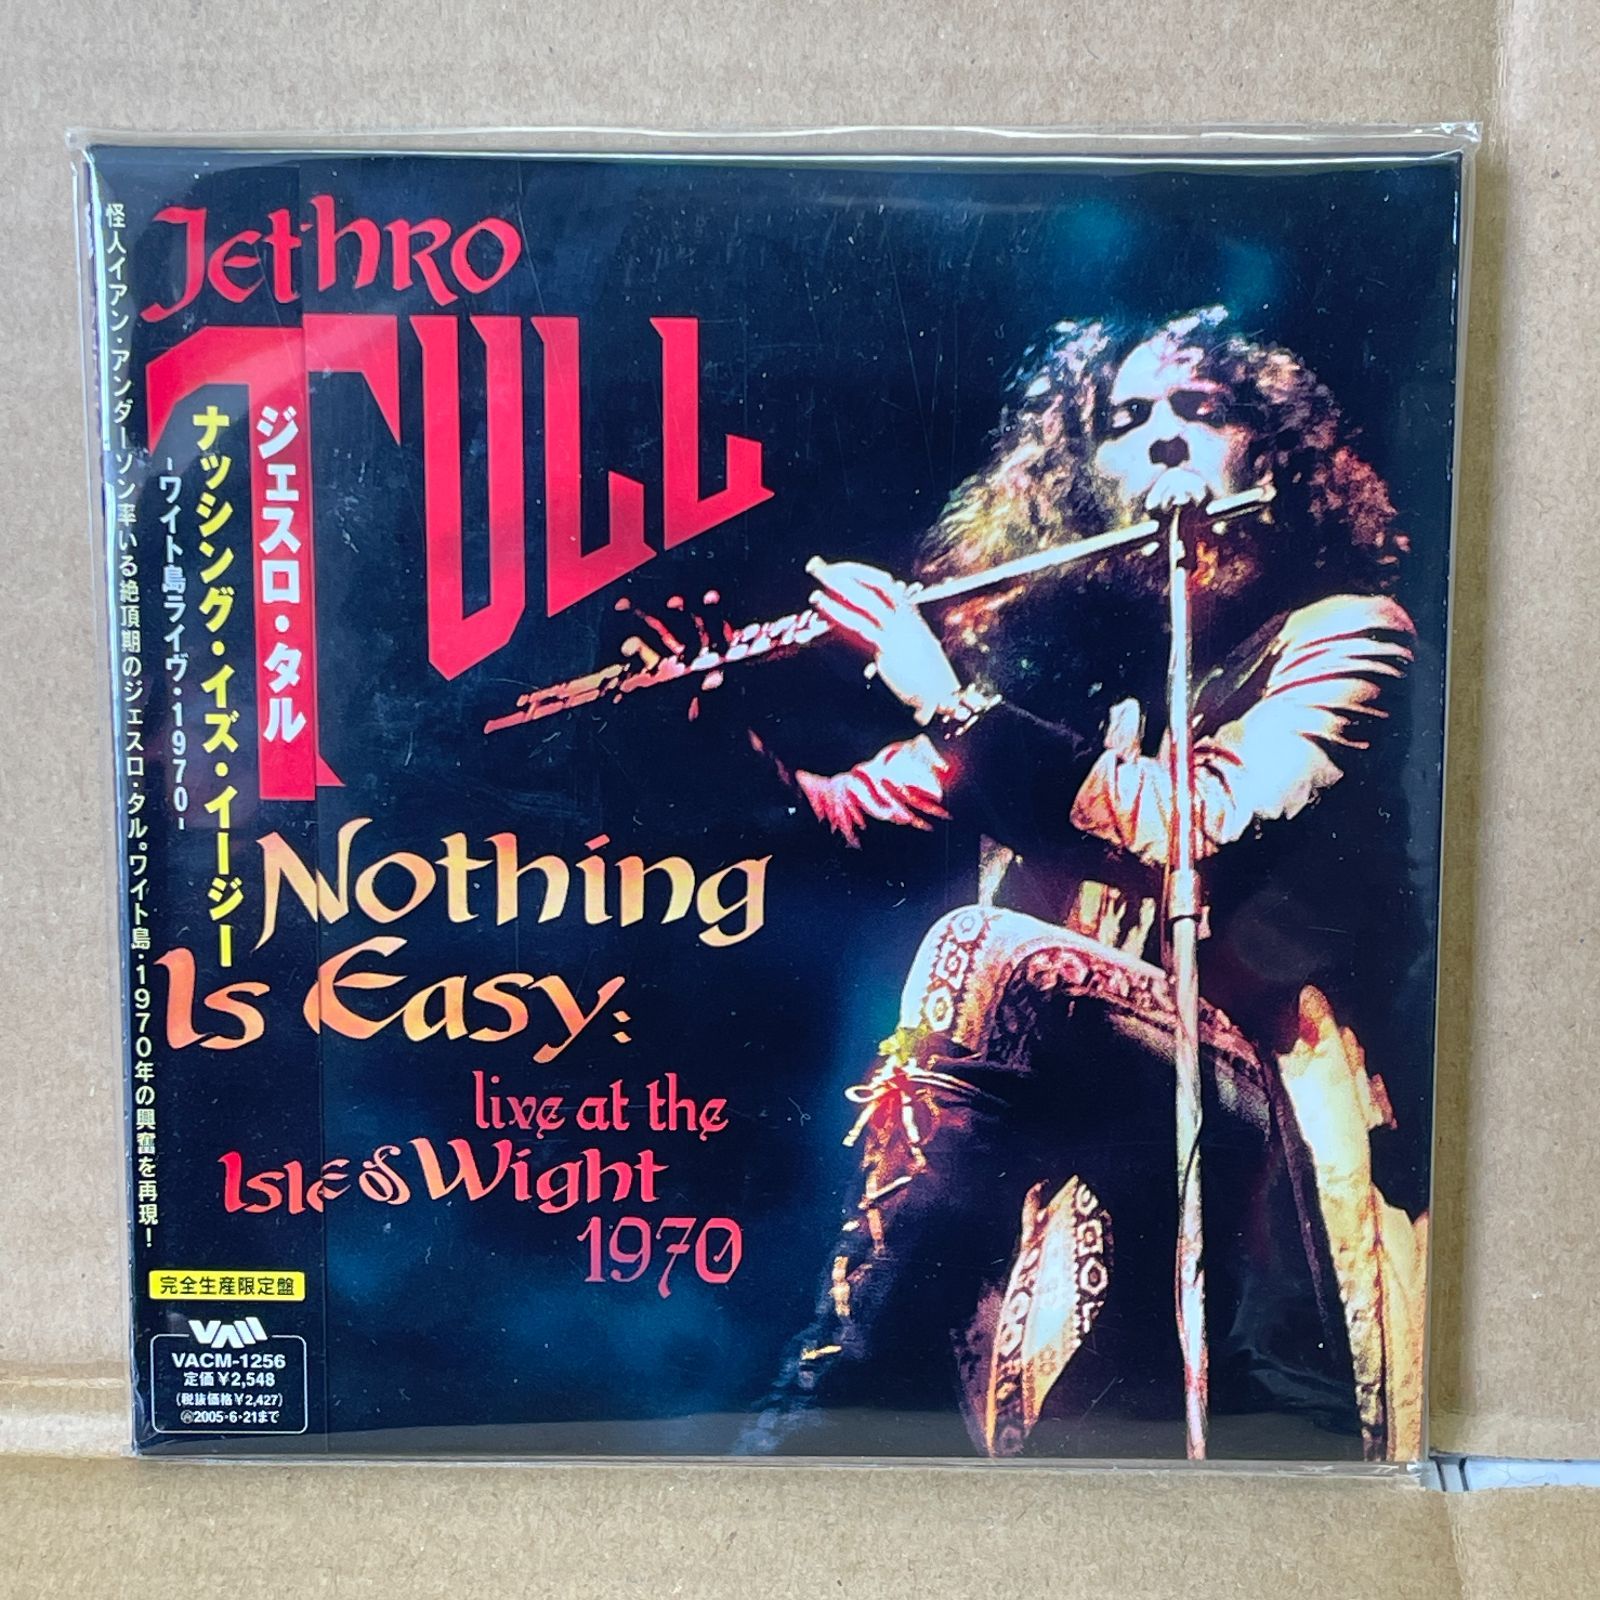 Jethro
TULL
Nothing
Is Easy:
live at the
Isle of Wight
1970
ジェスロ・タル
ナッシング・イズ・イージー
-ワイト島ライヴ・1970-
怪人イアン・アンダーソン率いる絶頂期のジェスロ・タル。ワイト島・1970年の興奮を再現!
完全生産限定盤
VAP
VACM-1256
定価¥2,548
(税抜価格¥2,427)
Ⓡ2005・6・21まで